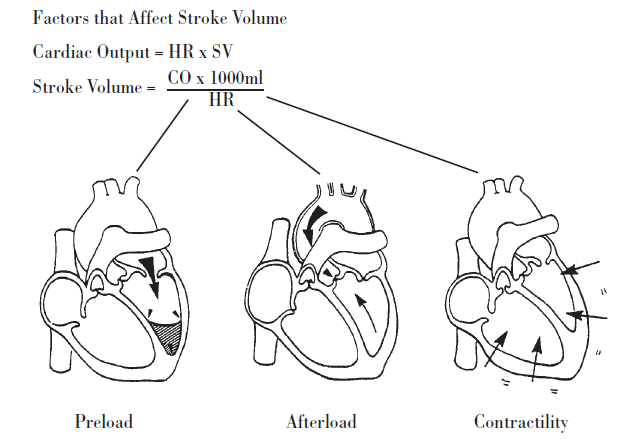 Factors that Affect Stroke Volume
Cardiac Output = HR x SV
Stroke Volume = CO x 1000ml
HR
Preload
Afterload
Contractility